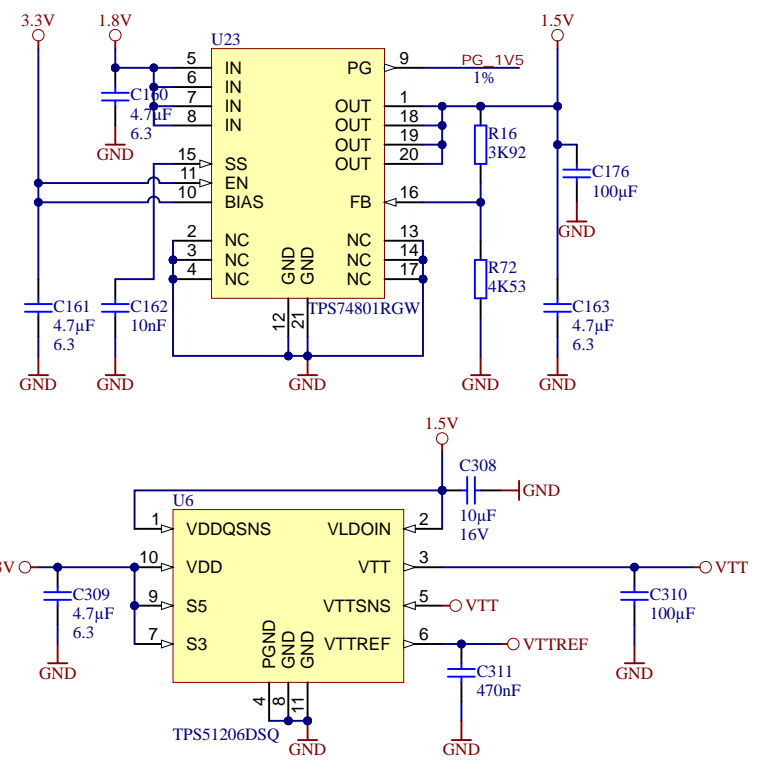 3.3V
1.8V
1.5V
U23
5 IN PG 9 PG_1V5
6 IN 1%
7 IN OUT 1
8 IN OUT 18
OUT 19
15 SS OUT 20
11 EN
10 BIAS FB 16
2 NC NC 13
3 NC NC 14
4 NC NC 17
GND
GND
12
21
TPS74801RGW
C160
4.7µF
6.3
GND
R16
3K92
C176
100µF
GND
R72
4K53
C161
4.7µF
6.3
GND
C162
10nF
GND
GND
GND
C163
4.7µF
6.3
GND
1.5V
C308
10µF
16V
GND
U6
1 VDDQSNS VLDOIN 2
10 VDD VTT 3
9 S5 VTTSNS 5
7 S3 VTTREF 6
PGND
GND
GND
4
8
11
TPS51206DSQ
GND
V
C309
4.7µF
6.3
GND
VTT
VTT
VTTREF
C310
100µF
GND
C311
470nF
GND